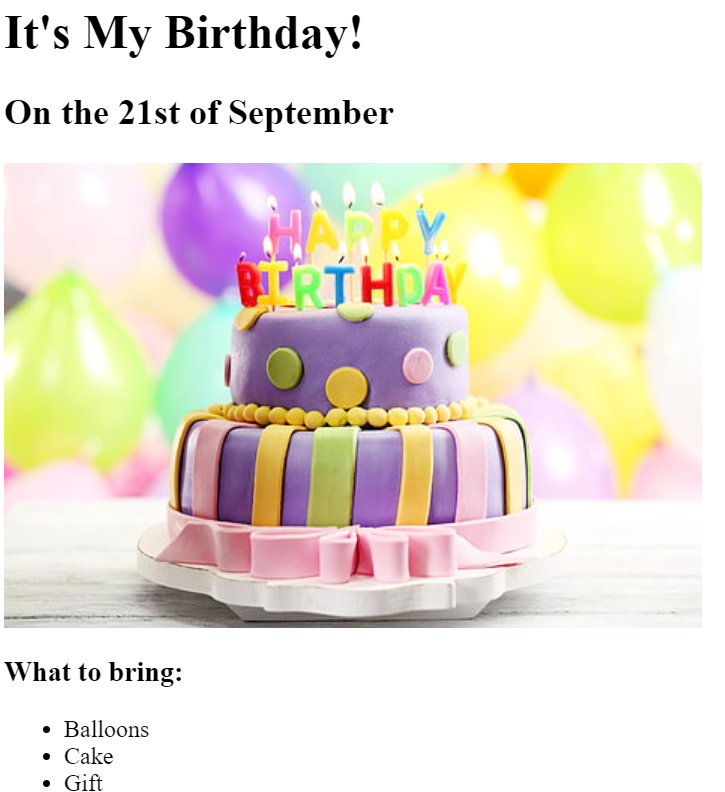 It's My Birthday!
On the 21st of September
HAPPY
BIRTHDAY
What to bring:
Balloons
Cake
Gift